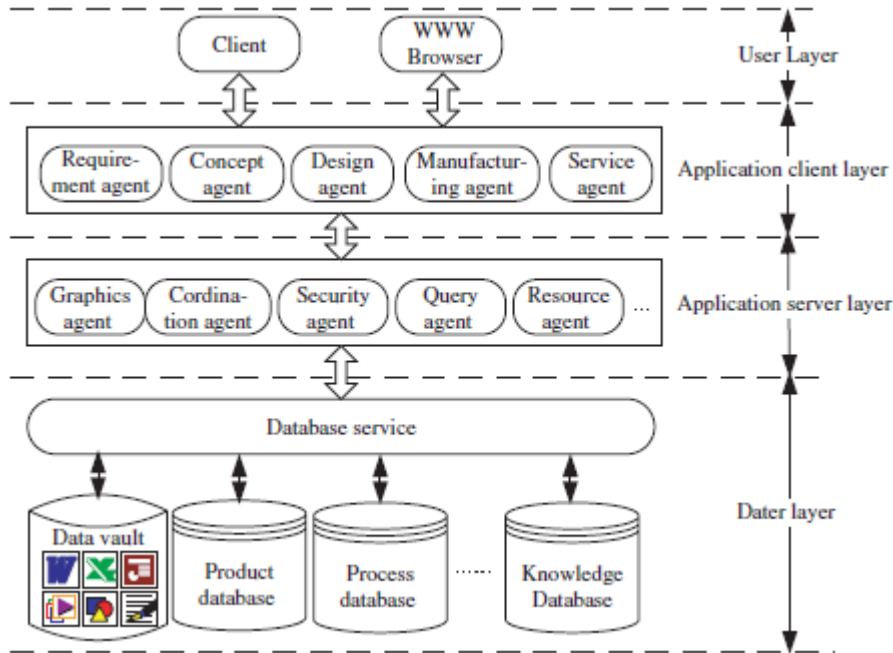 Client
WWW
Browser
User Layer
Require-
ment agent
Concept
agent
Design
agent
Manufactur-
ing agent
Service
agent
Application client layer
Graphics
agent
Cordina-
tion agent
Security
agent
Query
agent
Resource
agent
...
Application server layer
Database service
Data vault
W
X
Product
database
Process
database
......
Knowledge
Database
Dater layer